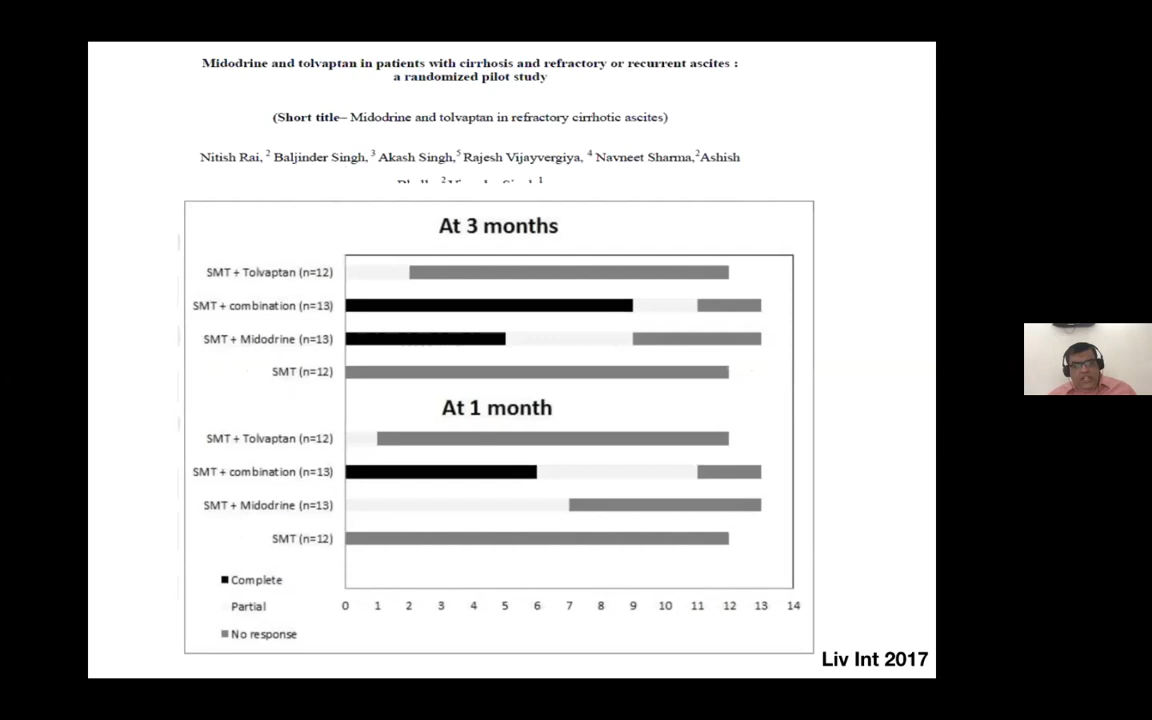 Midodrine and tolvaptan in patients with cirrhosis and refractory or recurrent ascites :
a randomized pilot study
(Short title– Midodrine and tolvaptan in refractory cirrhotic ascites)
Nitish Rai, 2 Baljinder Singh, 3 Akash Singh,5 Rajesh Vijayvergiya, 4 Navneet Sharma,2Ashish
At 3 months
SMT + Tolvaptan (n=12)
SMT + combination (n=13)
SMT + Midodrine (n=13)
SMT (n=12)
At 1 month
SMT + Tolvaptan (n=12)
SMT + combination (n=13)
SMT + Midodrine (n=13)
SMT (n=12)
Complete
Partial
No response
0 1 2 3 4 5 6 7 8 9 10 11 12 13 14
Liv Int 2017